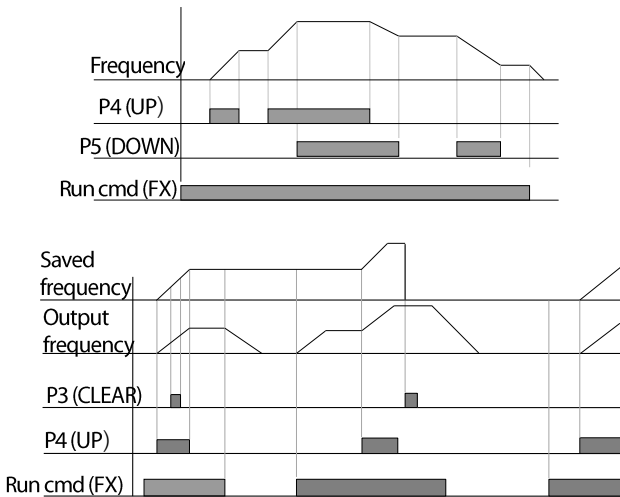 Frequency
P4 (UP)
P5 (DOWN)
Run cmd (FX)
Saved
frequency
Output
frequency
P3 (CLEAR)
P4 (UP)
Run cmd (FX)